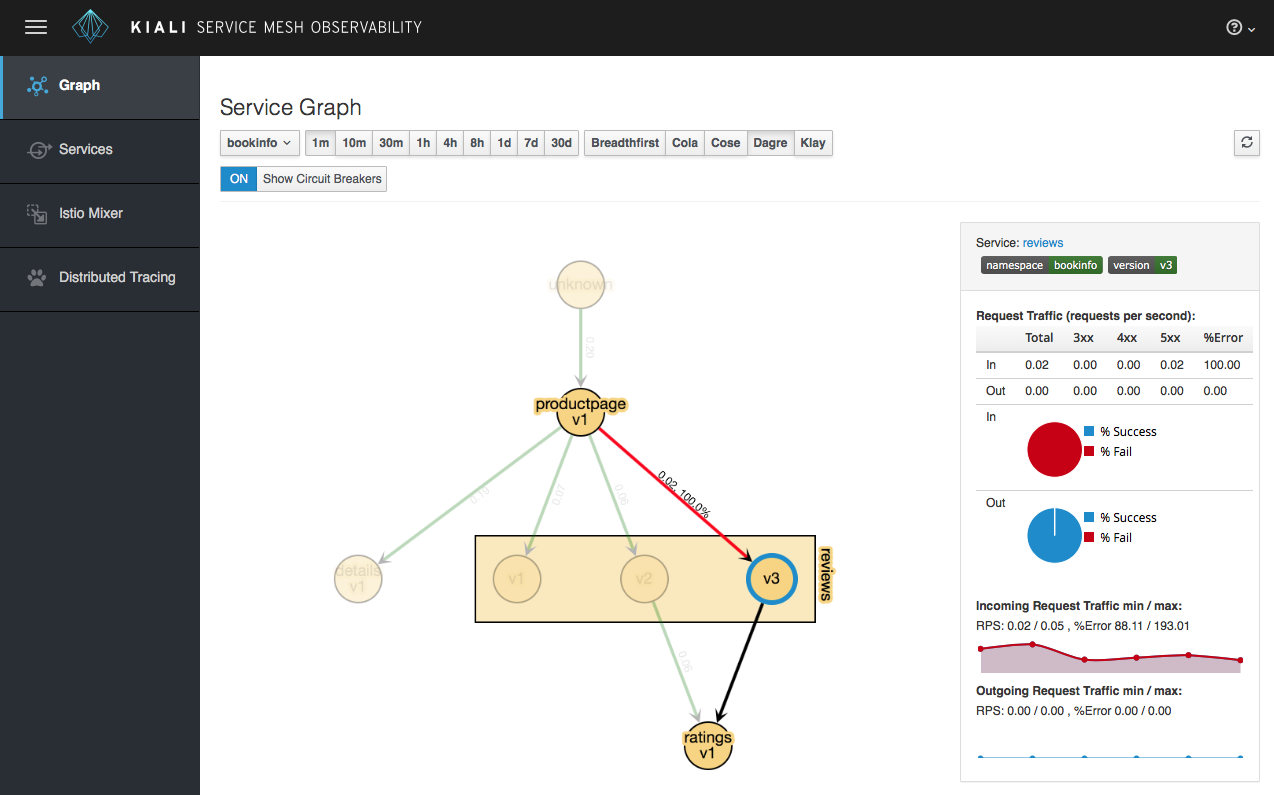 KIALI SERVICE MESH OBSERVABILITY
Graph
Services
Istio Mixer
Distributed Tracing
Service Graph
bookinfo 1m 10m 30m 1h 4h 8h 1d 7d 30d Breadthfirst Cola Cose Dagre Klay
ON Show Circuit Breakers
unknown
0.20
productpage
v1
0.02, 100.0%
0.07
0.06
details
v1
v1
v2
v3
reviews
0.06
ratings
v1
Service: reviews
namespace bookinfo version v3
Request Traffic (requests per second):
Total 3xx 4xx 5xx %Error
In 0.02 0.00 0.00 0.02 100.00
Out 0.00 0.00 0.00 0.00 0.00
In
% Success
% Fail
Out
% Success
% Fail
Incoming Request Traffic min / max:
RPS: 0.02 / 0.05 , %Error 88.11 / 193.01
Outgoing Request Traffic min / max:
RPS: 0.00 / 0.00 , %Error 0.00 / 0.00